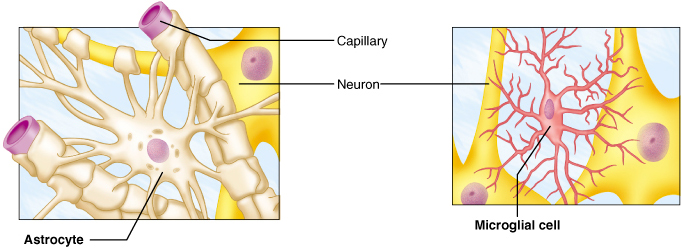 Capillary
Neuron
Astrocyte
Microglial cell